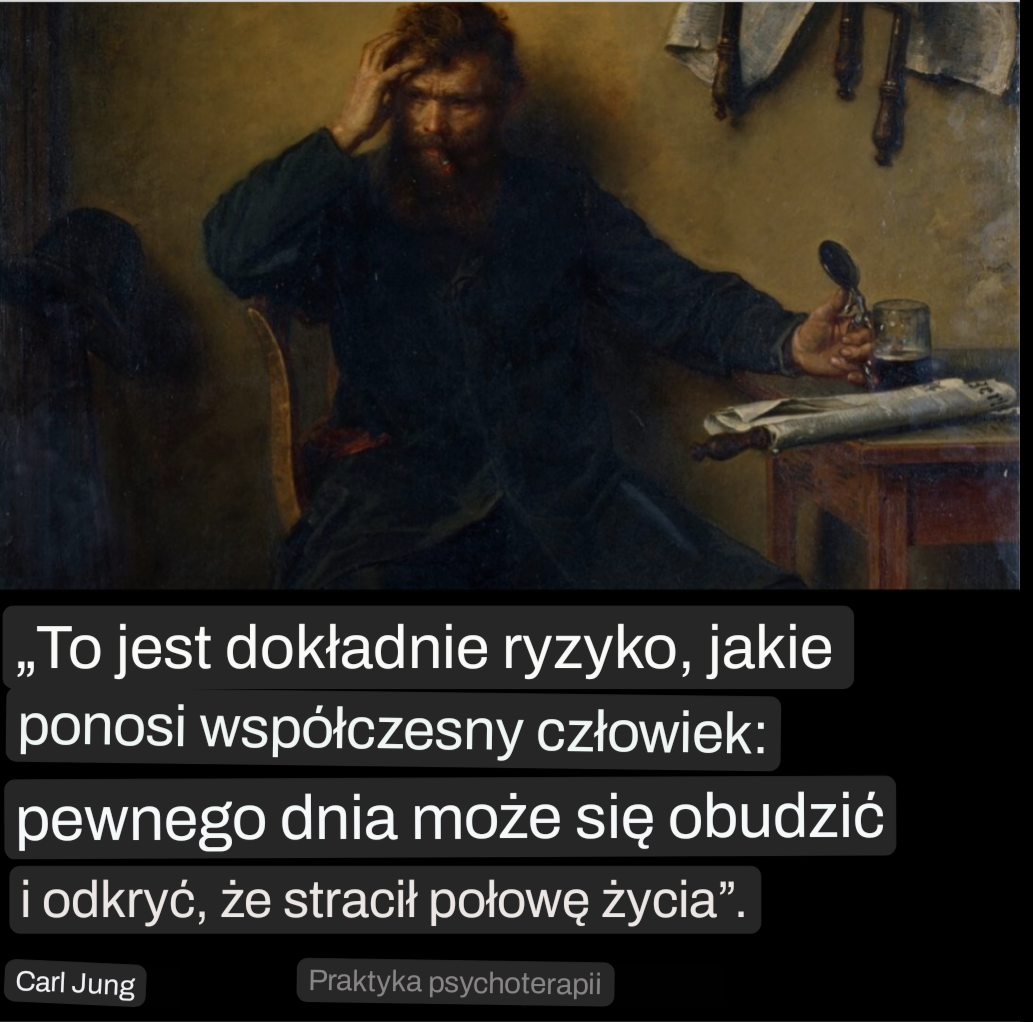 „To jest dokładnie ryzyko, jakie
ponosi współczesny człowiek:
pewnego dnia może się obudzić
i odkryć, że stracił połowę życia”.
Carl Jung
Praktyka psychoterapii